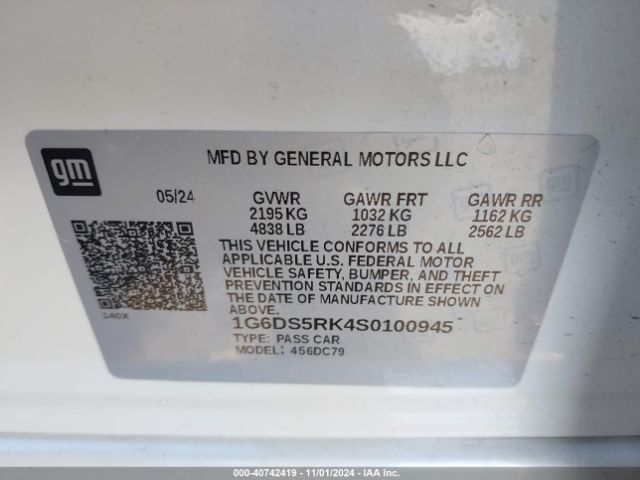 gm
MFD BY GENERAL MOTORS LLC
05/24 GVWR GAWR FRT GAWR RR
2195 KG 1032 KG 1162 KG
4838 LB 2276 LB 2562 LB
THIS VEHICLE CONFORMS TO ALL
APPLICABLE U.S. FEDERAL MOTOR
VEHICLE SAFETY, BUMPER, AND THEFT
PREVENTION STANDARDS IN EFFECT ON
THE DATE OF MANUFACTURE SHOWN
ABOVE.
140X
1G6DS5RK4S0100945
TYPE: PASS CAR
MODEL: 456DC79
000-40742419 - 11/01/2024 - IAA Inc.